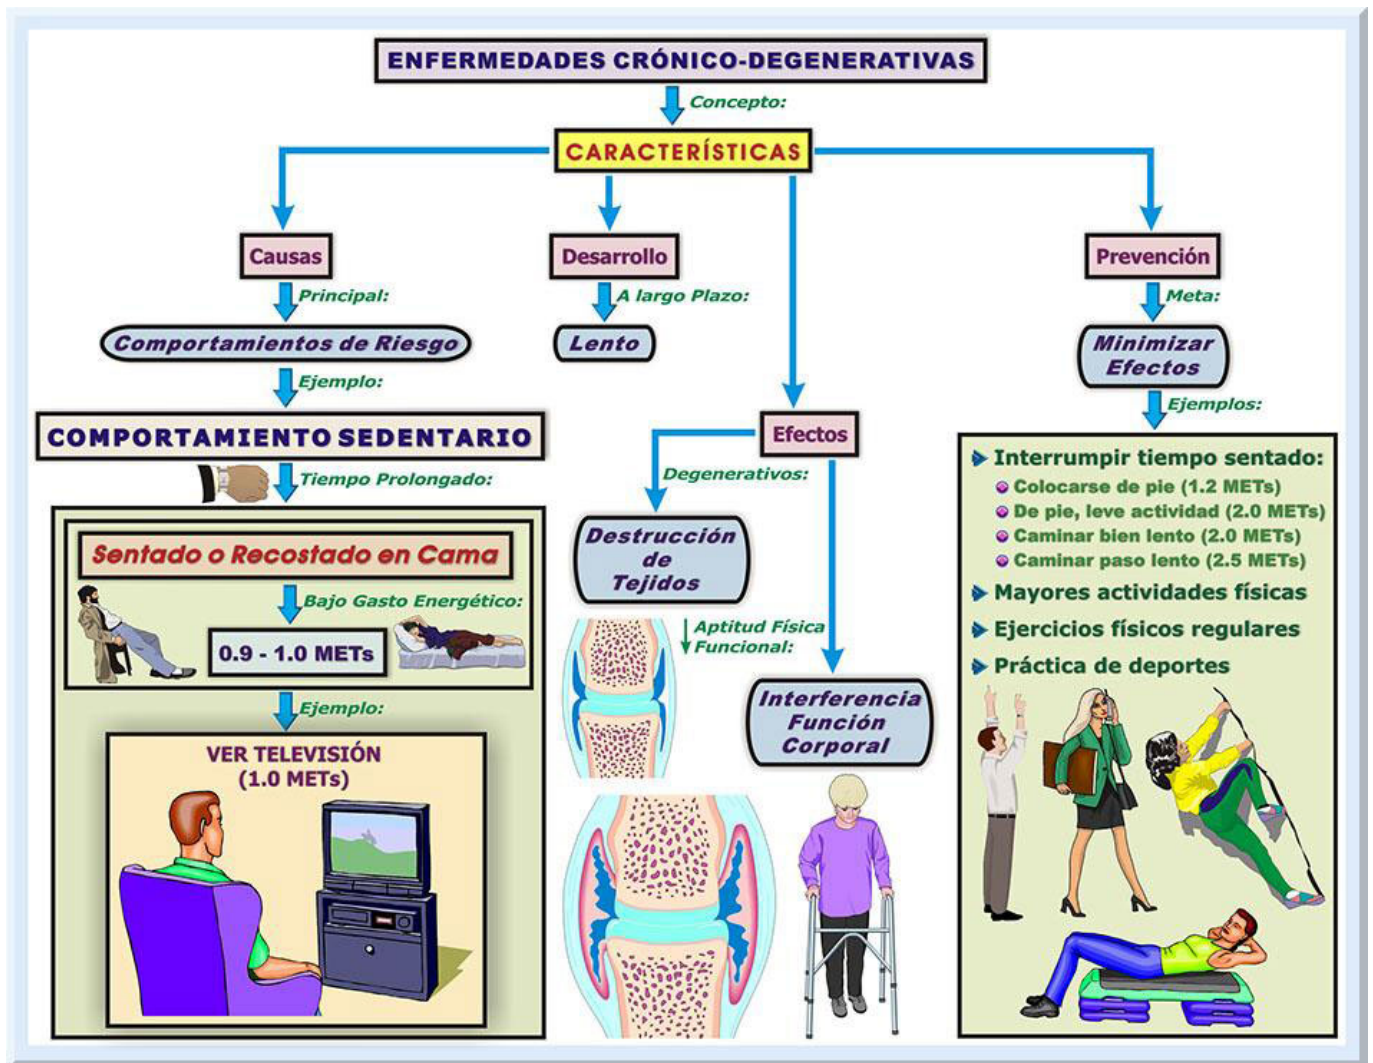 ENFERMEDADES CRÓNICO-DEGENERATIVAS
Concepto:
CARACTERÍSTICAS
Causas
Principal:
Comportamientos de Riesgo
Ejemplo:
COMPORTAMIENTO SEDENTARIO
Tiempo Prolongado:
Sentado o Recostado en Cama
Bajo Gasto Energético:
0.9 - 1.0 METs
Ejemplo:
VER TELEVISIÓN
(1.0 METs)
Desarrollo
A largo Plazo:
Lento
Efectos
Degenerativos:
Destrucción
de
Tejidos
Aptitud Física
Funcional:
Interferencia
Función
Corporal
Prevención
Meta:
Minimizar
Efectos
Ejemplos:
Interrumpir tiempo sentado:
Colocarse de pie (1.2 METs)
De pie, leve actividad (2.0 METs)
Caminar bien lento (2.0 METs)
Caminar paso lento (2.5 METs)
Mayores actividades físicas
Ejercicios físicos regulares
Práctica de deportes